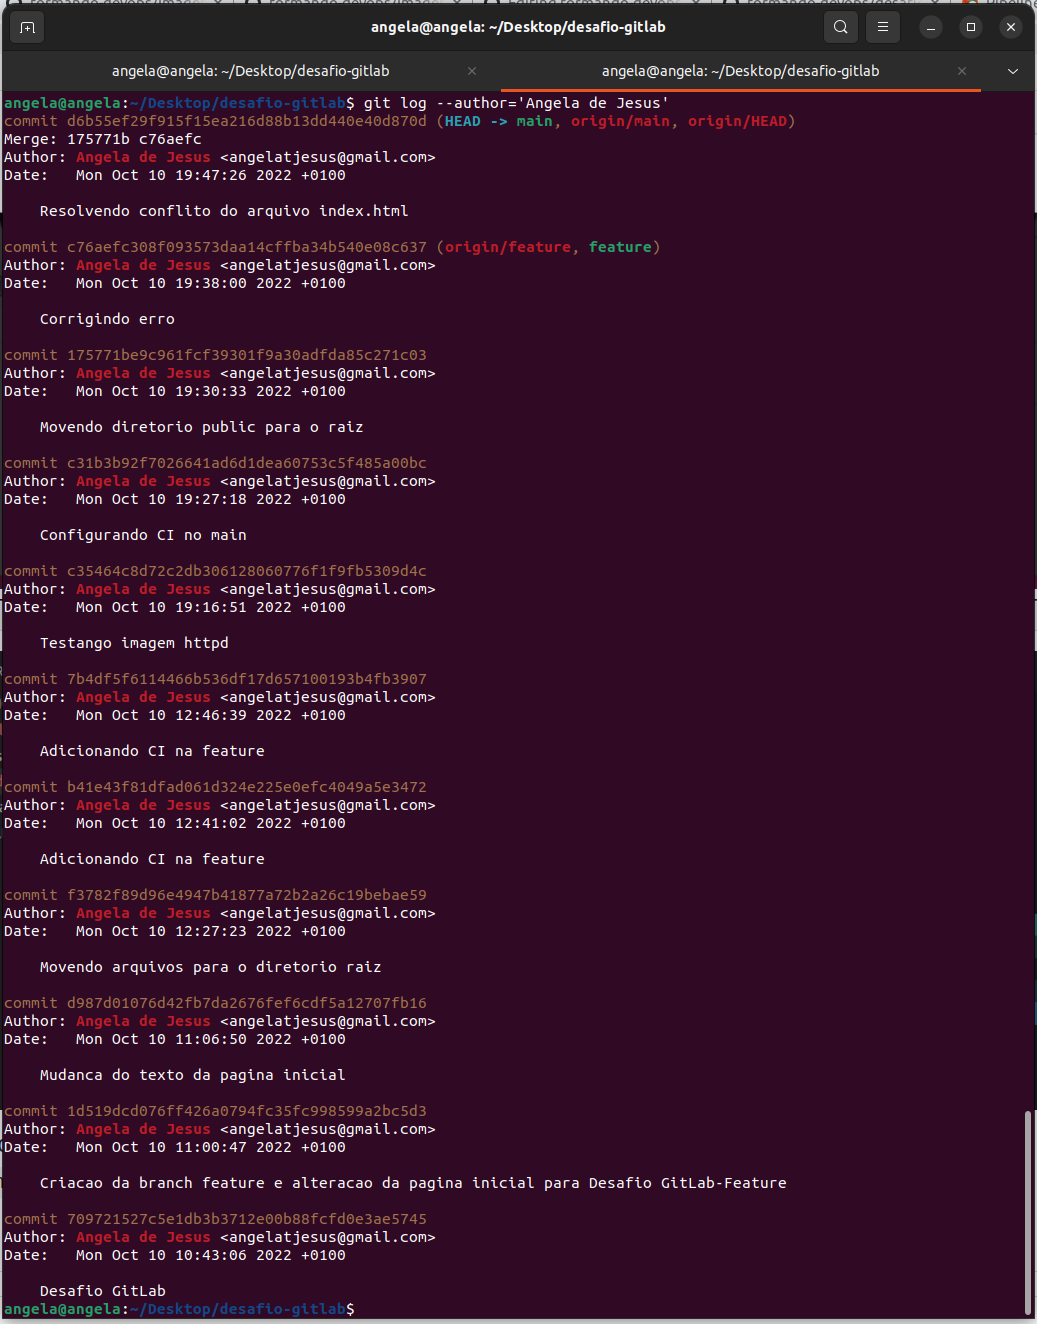 angela@angela: ~/Desktop/desafio-gitlab
angela@angela: ~/Desktop/desafio-gitlab
angela@angela: ~/Desktop/desafio-gitlab
angela@angela:~/Desktop/desafio-gitlab$ git log --author='Angela de Jesus'
commit d6b55ef29f915f15ea216d88b13dd440e40d870d (HEAD -> main, origin/main, origin/HEAD)
Merge: 175771b c76aefc
Author: Angela de Jesus <angelatjesus@gmail.com>
Date:   Mon Oct 10 19:47:26 2022 +0100
    Resolvendo conflito do arquivo index.html
commit c76aefc308f093573daa14cffba34b540e08c637 (origin/feature, feature)
Author: Angela de Jesus <angelatjesus@gmail.com>
Date:   Mon Oct 10 19:38:00 2022 +0100
    Corrigindo erro
commit 175771be9c961fcf39301f9a30adfda85c271c03
Author: Angela de Jesus <angelatjesus@gmail.com>
Date:   Mon Oct 10 19:30:33 2022 +0100
    Movendo diretorio public para o raiz
commit c31b3b92f7026641ad6d1dea60753c5f485a00bc
Author: Angela de Jesus <angelatjesus@gmail.com>
Date:   Mon Oct 10 19:27:18 2022 +0100
    Configurando CI no main
commit c35464c8d72c2db306128060776f1f9fb5309d4c
Author: Angela de Jesus <angelatjesus@gmail.com>
Date:   Mon Oct 10 19:16:51 2022 +0100
    Testango imagem httpd
commit 7b4df5f6114466b536df17d657100193b4fb3907
Author: Angela de Jesus <angelatjesus@gmail.com>
Date:   Mon Oct 10 12:46:39 2022 +0100
    Adicionando CI na feature
commit b41e43f81dfad061d324e225e0efc4049a5e3472
Author: Angela de Jesus <angelatjesus@gmail.com>
Date:   Mon Oct 10 12:41:02 2022 +0100
    Adicionando CI na feature
commit f3782f89d96e4947b41877a72b2a26c19bebae59
Author: Angela de Jesus <angelatjesus@gmail.com>
Date:   Mon Oct 10 12:27:23 2022 +0100
    Movendo arquivos para o diretorio raiz
commit d987d01076d42fb7da2676fef6cdf5a12707fb16
Author: Angela de Jesus <angelatjesus@gmail.com>
Date:   Mon Oct 10 11:06:50 2022 +0100
    Mudanca do texto da pagina inicial
commit 1d519dcd076ff426a0794fc35fc998599a2bc5d3
Author: Angela de Jesus <angelatjesus@gmail.com>
Date:   Mon Oct 10 11:00:47 2022 +0100
    Criacao da branch feature e alteracao da pagina inicial para Desafio GitLab-Feature
commit 709721527c5e1db3b3712e00b88fcfd0e3ae5745
Author: Angela de Jesus <angelatjesus@gmail.com>
Date:   Mon Oct 10 10:43:06 2022 +0100
    Desafio GitLab
angela@angela:~/Desktop/desafio-gitlab$